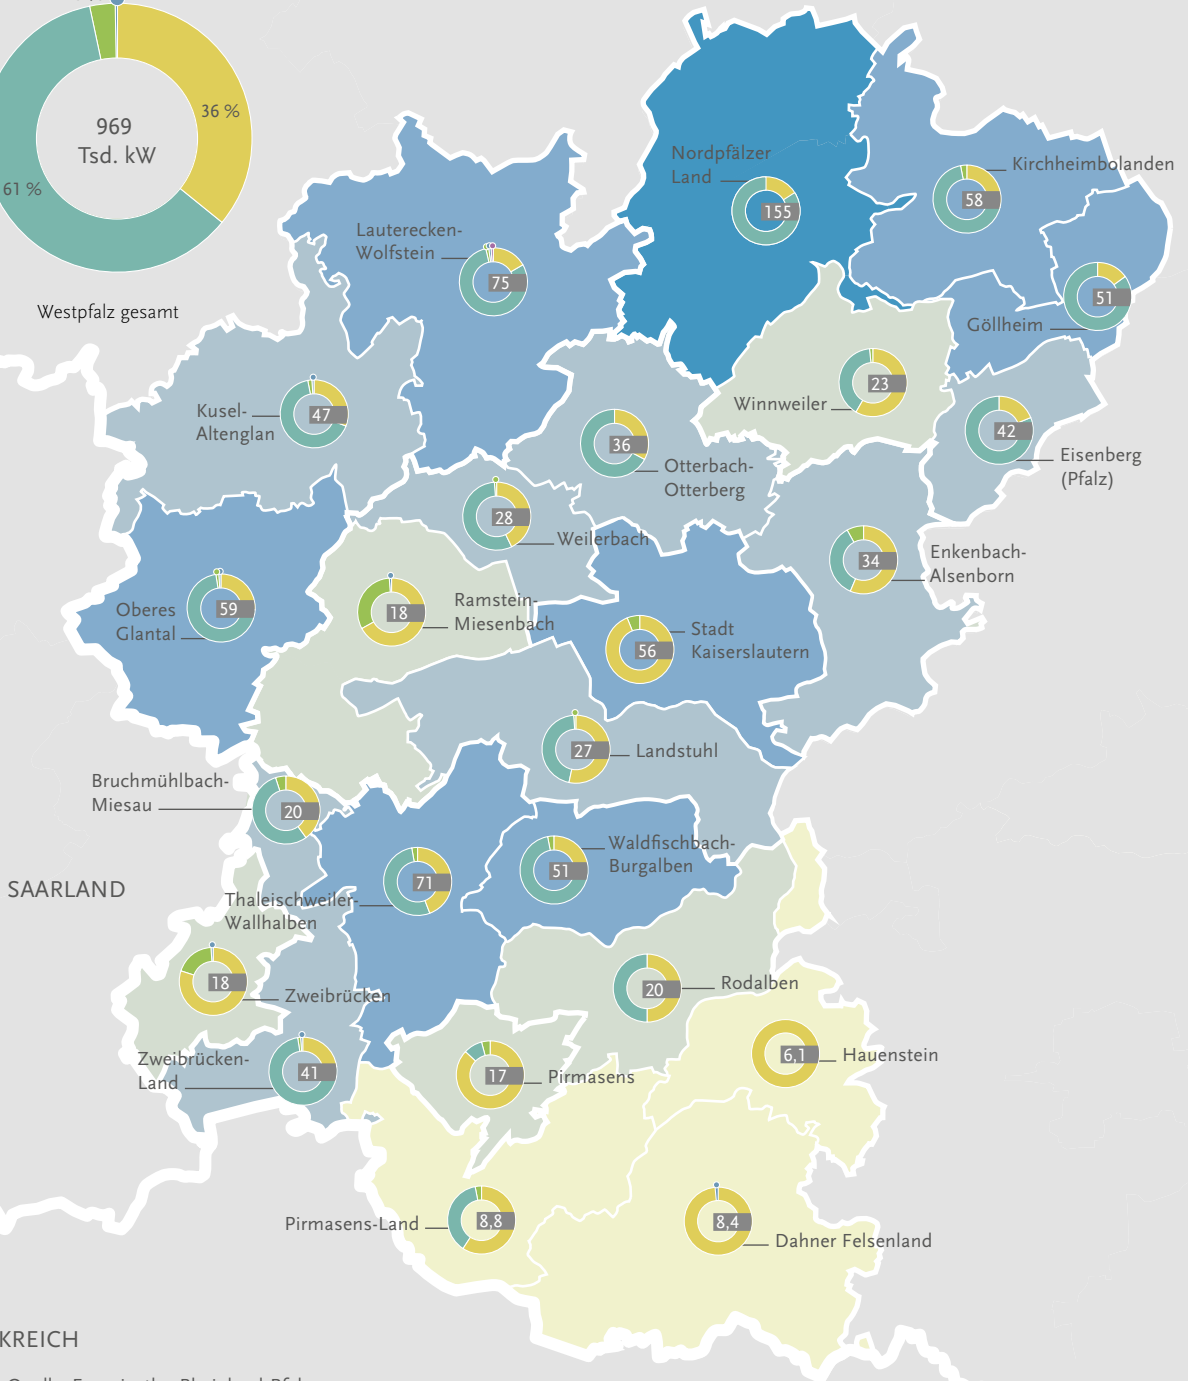 36 %
969
Tsd. kW
61 %
Westpfalz gesamt
Nordpfälzer
Land
155
Kirchheimbolanden
58
Lauterecken-
Wolfstein
75
51
Göllheim
Kusel-
Altenglan
47
Winnweiler
23
36
Otterbach-
Otterberg
42
Eisenberg
(Pfalz)
28
Weilerbach
34
Enkenbach-
Alsenborn
Oberes
Glantal
59
18
Ramstein-
Miesenbach
56
Stadt
Kaiserslautern
27
Landstuhl
Bruchmühlbach-
Miesau
20
Waldfischbach-
Burgalben
51
71
SAARLAND
Thaleischweiler-
Wallhalben
18
Zweibrücken
20
Rodalben
Zweibrücken-
Land
41
6,1
Hauenstein
17
Pirmasens
Pirmasens-Land
8,8
8,4
Dahner Felsenland
KREICH